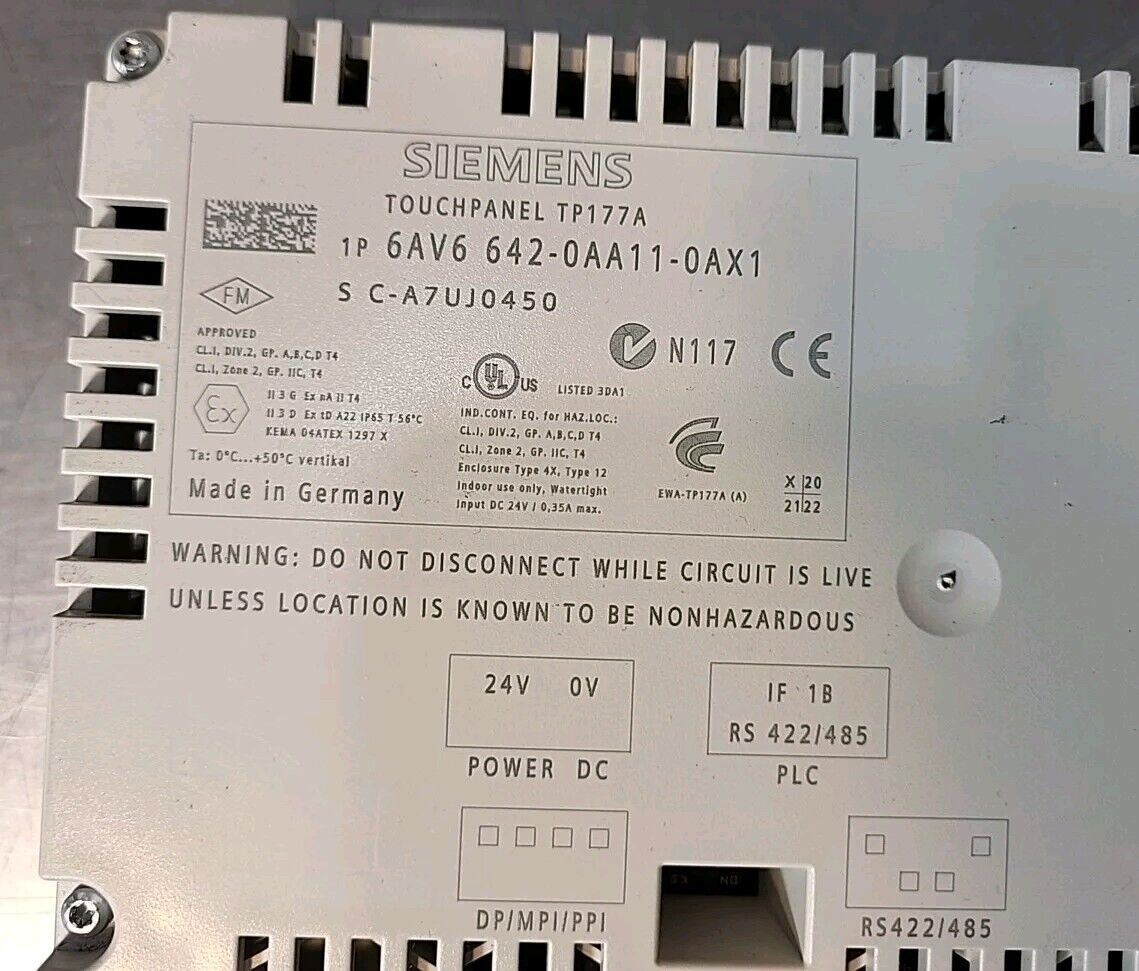 SIEMENS
TOUCHPANEL TP177A
1P 6AV6 642-0AA11-0AX1
S C-A7UJ0450
FM
APPROVED
CL.I, DIV.2, GP. A,B,C,D T4
CL.I, Zone 2, GP. IIC, T4
N117 CE
C UL US LISTED 3DA1
Ex
II 3 G Ex nA II T4
II 3 D Ex tD A22 IP65 T 56°C
KEMA 04ATEX 1297 X
Ta: 0°C...+50°C vertikal
Made in Germany
IND.CONT. EQ. for HAZ.LOC.:
CL.I, DIV.2, GP. A,B,C,D T4
CL.I, Zone 2, GP. IIC, T4
Enclosure Type 4X, Type 12
Indoor use only, Watertight
Input DC 24V / 0,35A max.
EWA-TP177A (A)
X 20
21 22
WARNING: DO NOT DISCONNECT WHILE CIRCUIT IS LIVE
UNLESS LOCATION IS KNOWN TO BE NONHAZARDOUS
24V 0V
POWER DC
IF 1B
RS 422/485
PLC
DP/MPI/PPI
RS422/485